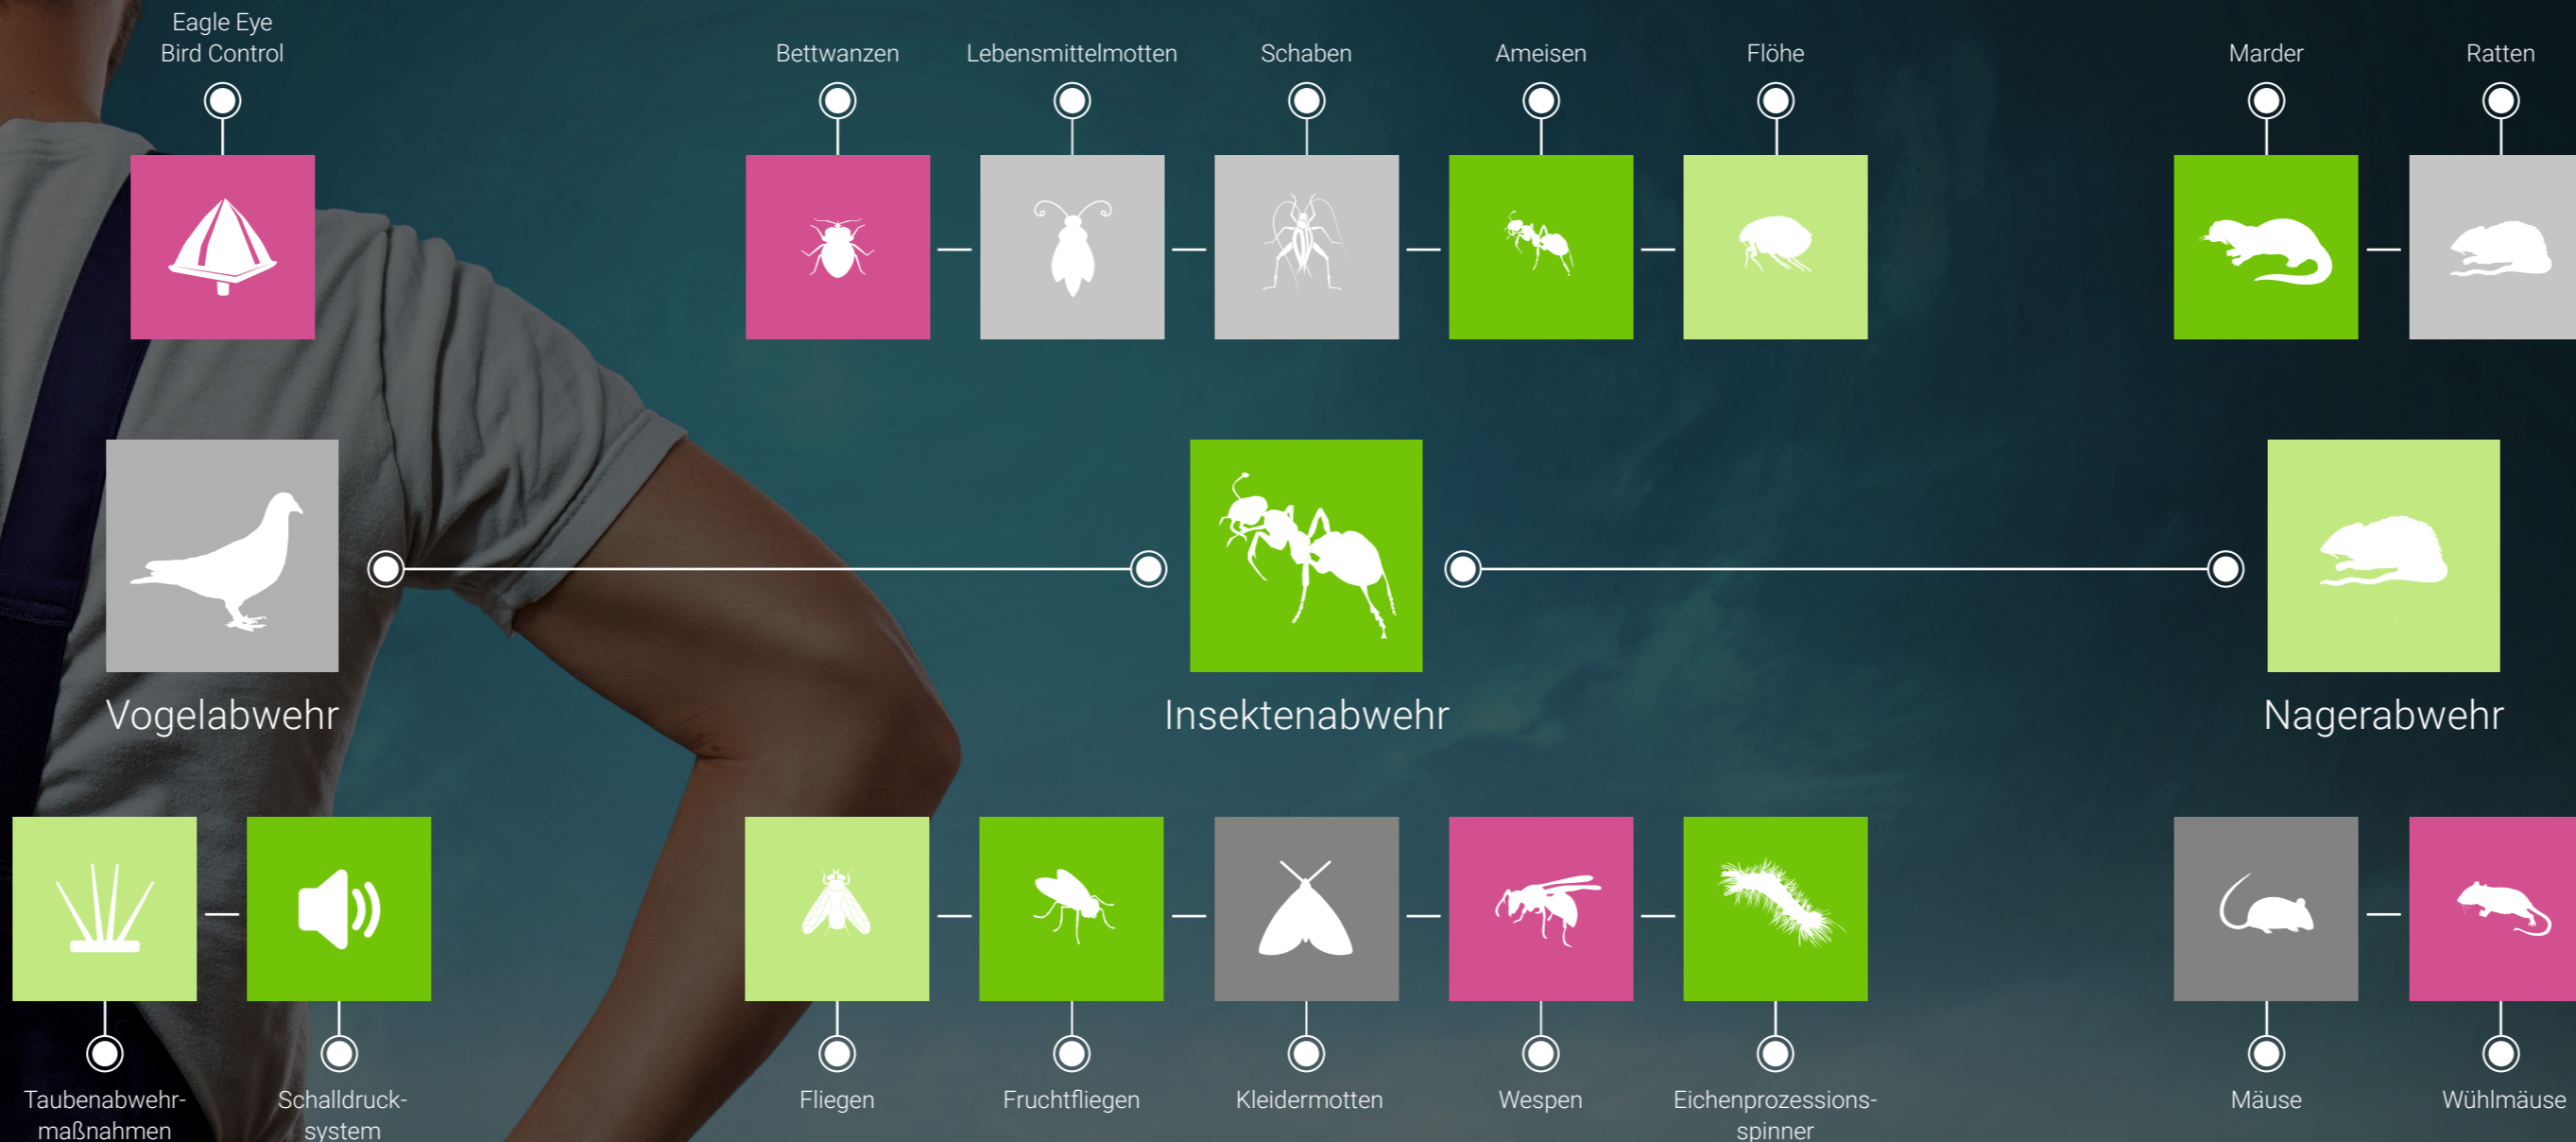 Eagle Eye
Bird Control
Bettwanzen
Lebensmittelmotten
Schaben
Ameisen
Flöhe
Marder
Ratten
Vogelabwehr
Insektenabwehr
Nagerabwehr
Taubenabwehr-
maßnahmen
Schalldruck-
system
Fliegen
Fruchtfliegen
Kleidermotten
Wespen
Eichenprozessions-
spinner
Mäuse
Wühlmäuse